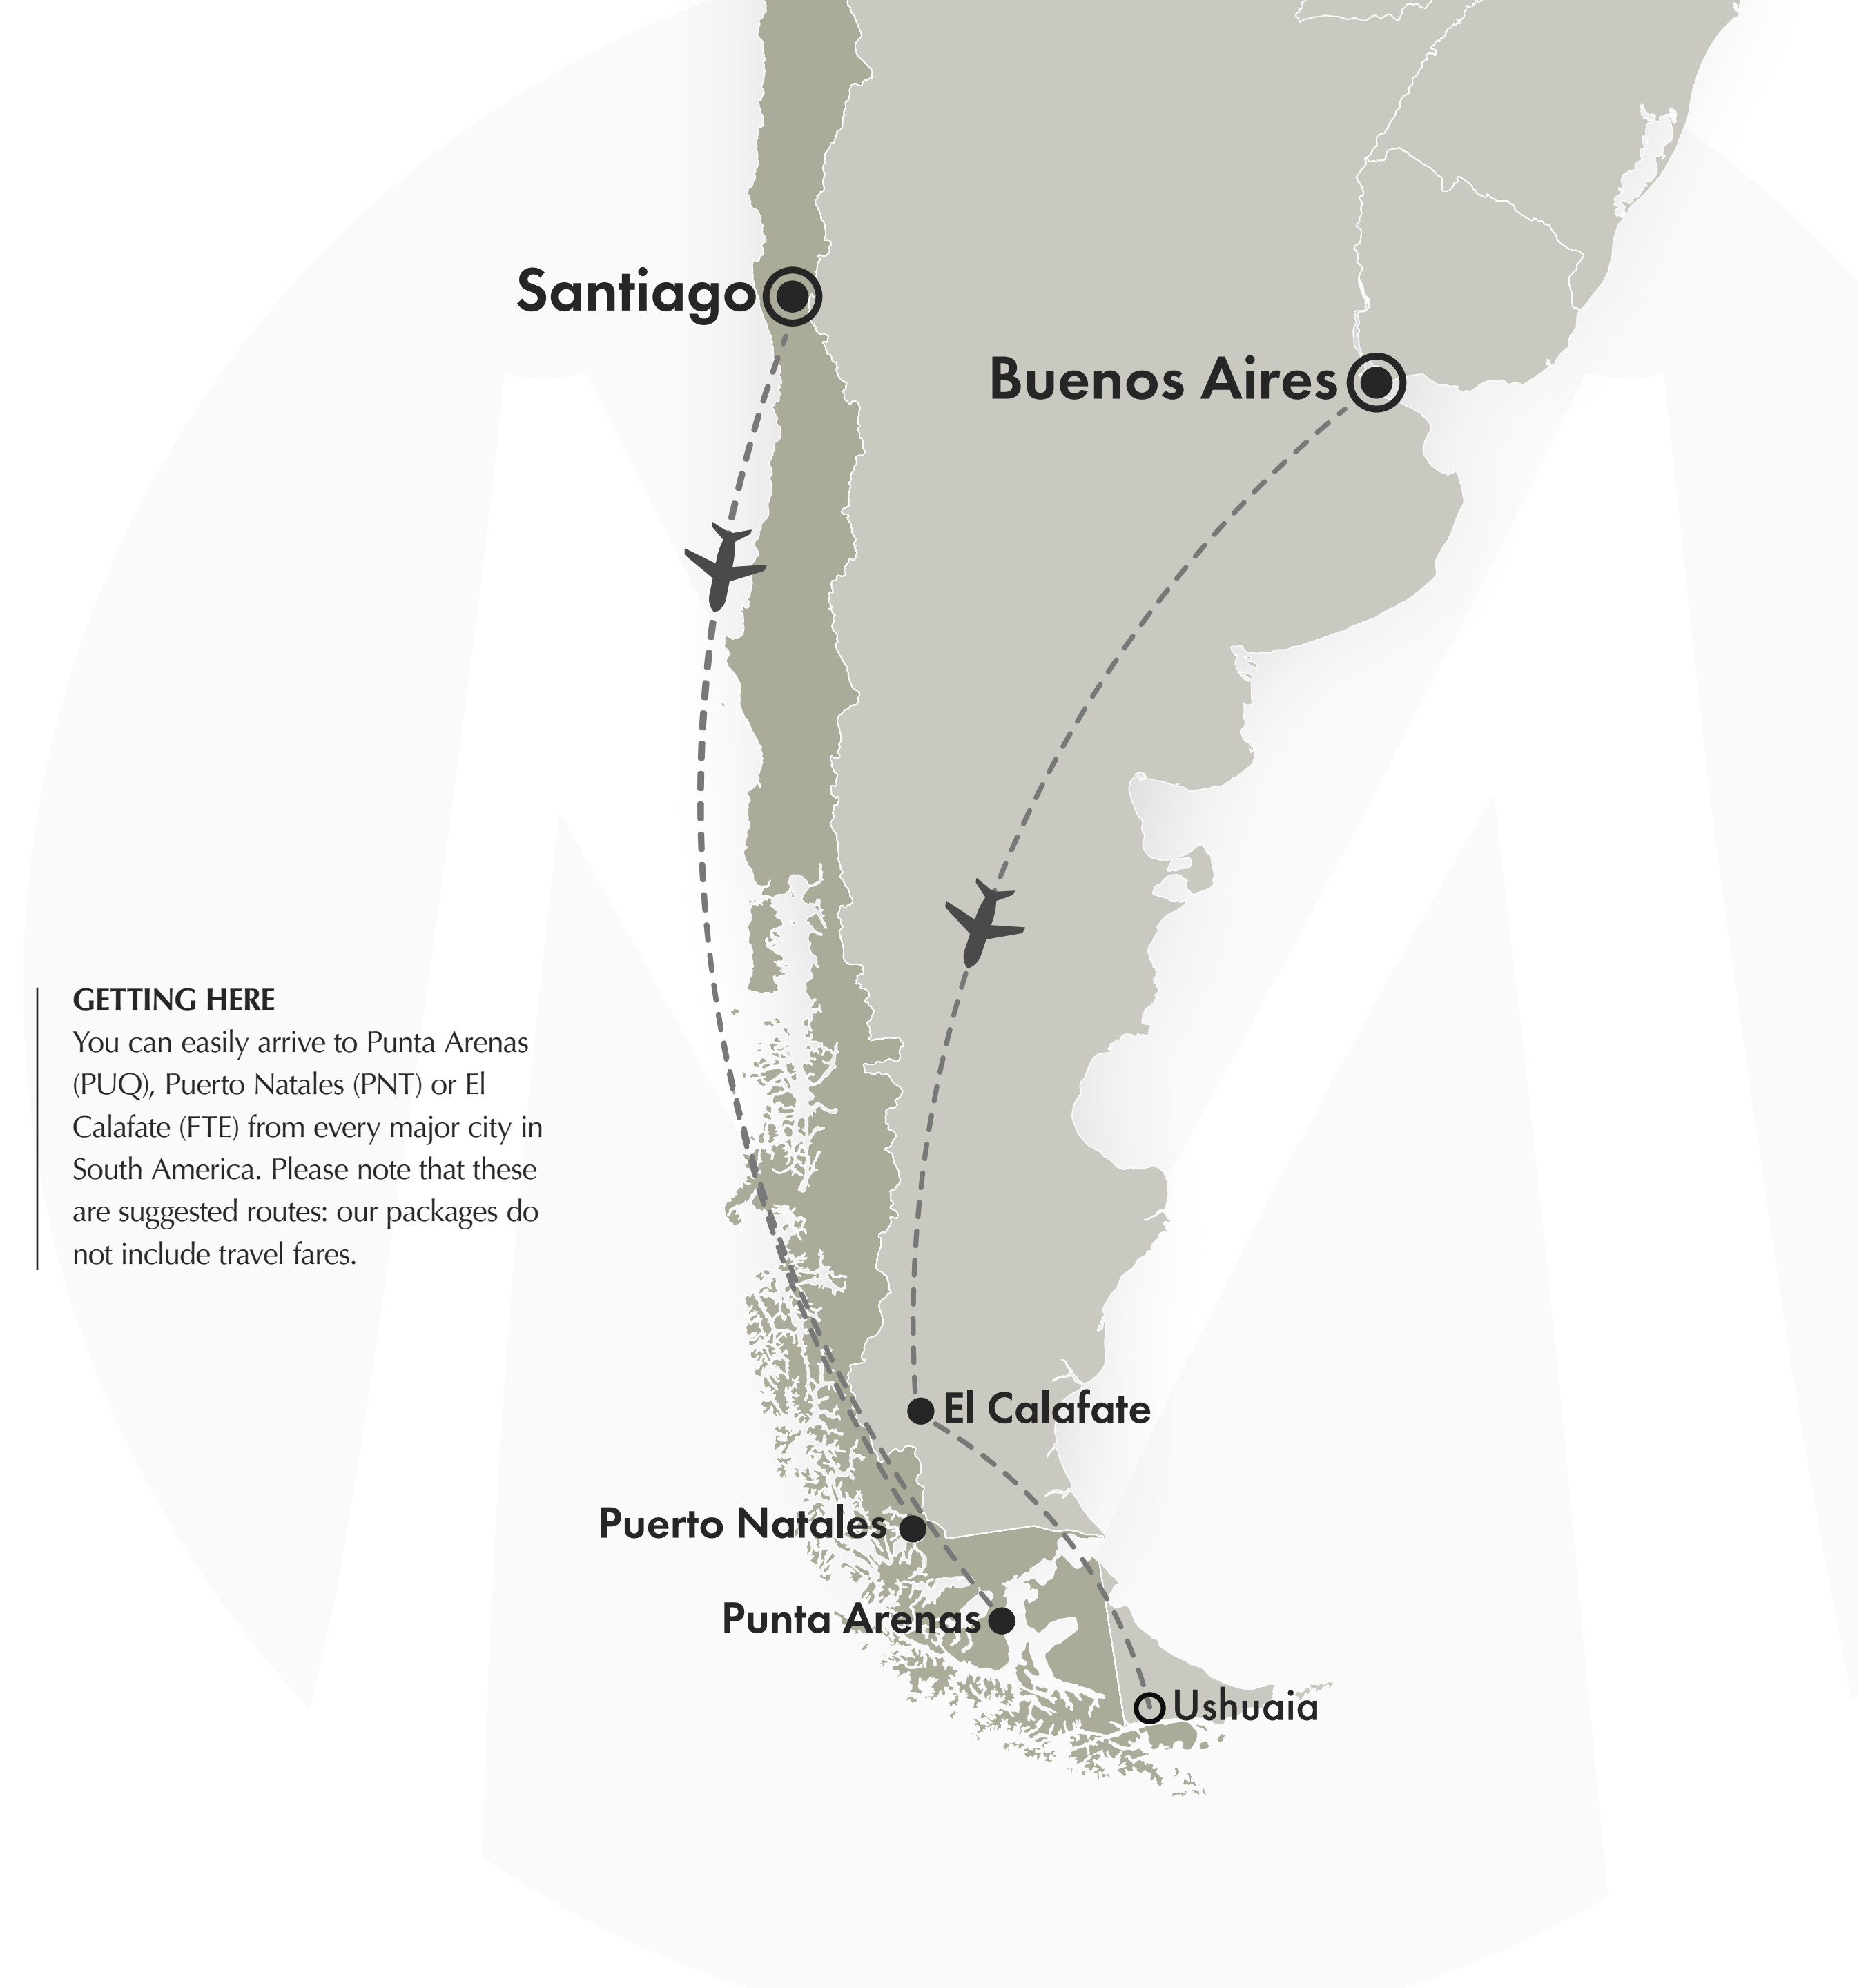 Santiago
Buenos Aires
GETTING HERE
You can easily arrive to Punta Arenas
(PUQ), Puerto Natales (PNT) or El
Calafate (FTE) from every major city in
South America. Please note that these
are suggested routes: our packages do
not include travel fares.
El Calafate
Puerto Natales
Punta Arenas
Ushuaia